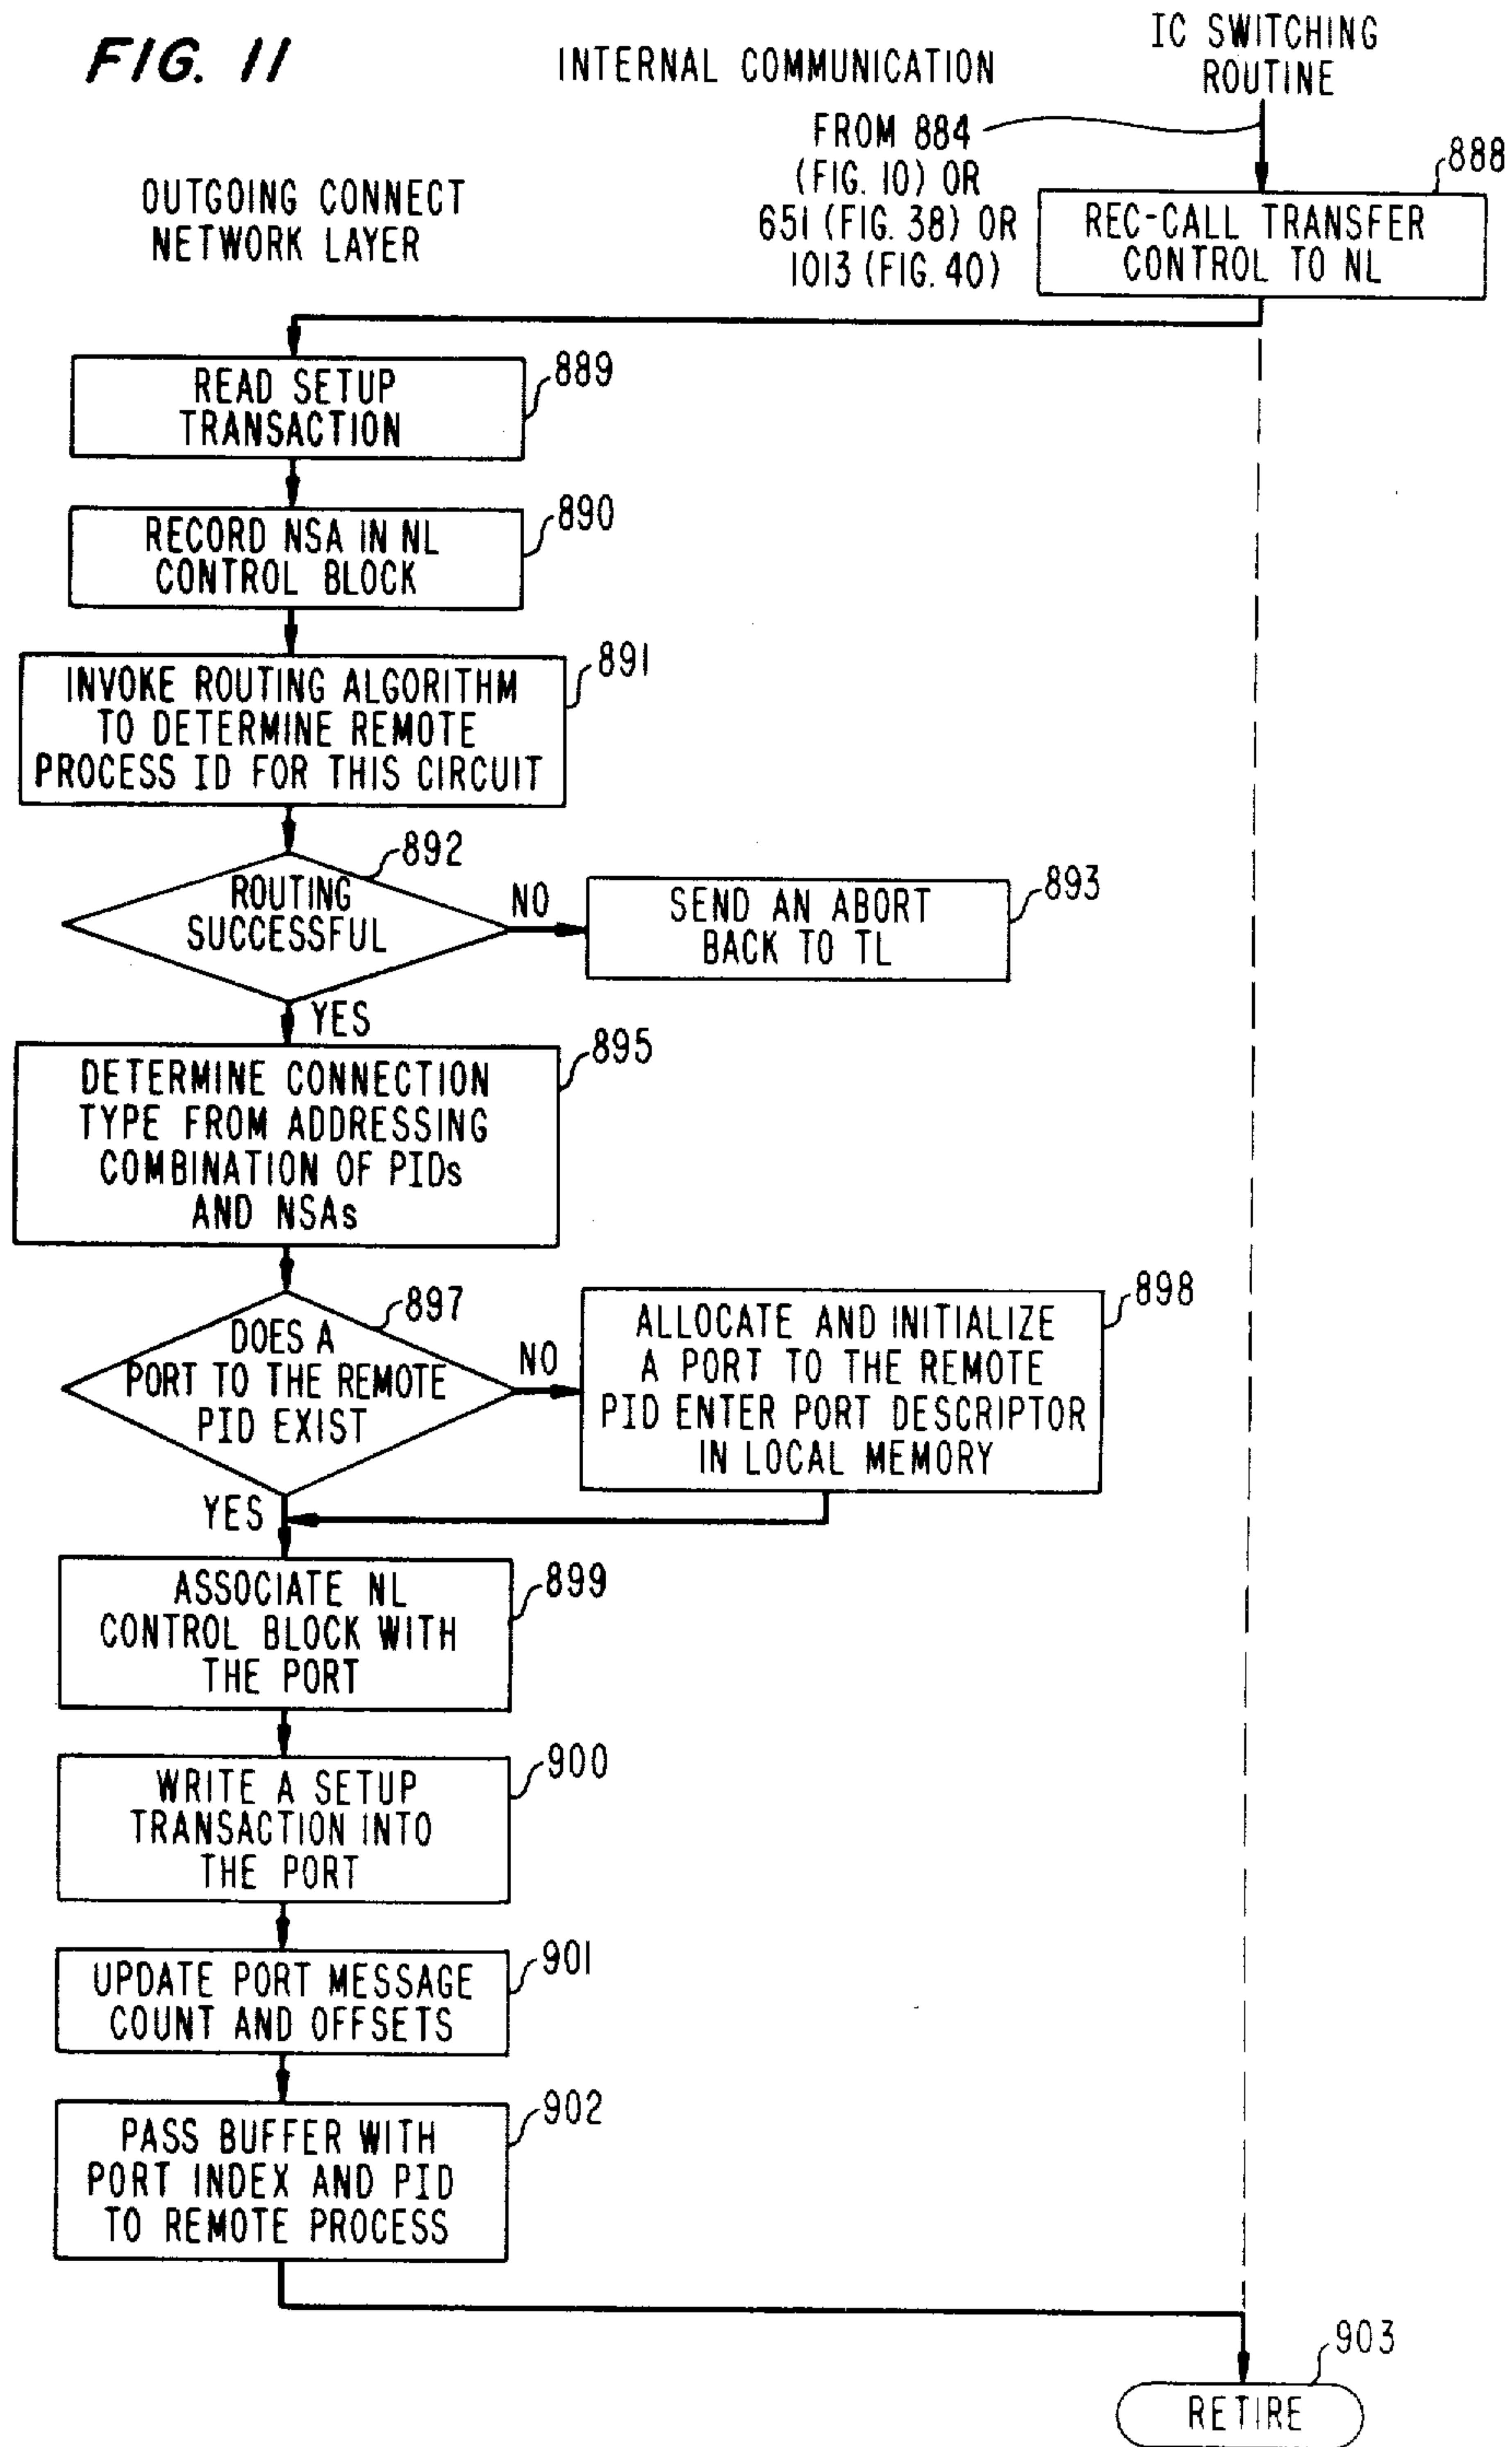 FIG. 11
INTERNAL COMMUNICATION
IC SWITCHING
ROUTINE
FROM 884
(FIG. 10) OR
651 (FIG. 38) OR
1013 (FIG. 40)
888
REC-CALL TRANSFER
CONTROL TO NL
OUTGOING CONNECT
NETWORK LAYER
889
READ SETUP
TRANSACTION
890
RECORD NSA IN NL
CONTROL BLOCK
891
INVOKE ROUTING ALGORITHM
TO DETERMINE REMOTE
PROCESS ID FOR THIS CIRCUIT
892
ROUTING
SUCCESSFUL
NO
893
SEND AN ABORT
BACK TO TL
YES
895
DETERMINE CONNECTION
TYPE FROM ADDRESSING
COMBINATION OF PIDs
AND NSAs
897
DOES A
PORT TO THE REMOTE
PID EXIST
NO
898
ALLOCATE AND INITIALIZE
A PORT TO THE REMOTE
PID ENTER PORT DESCRIPTOR
IN LOCAL MEMORY
YES
899
ASSOCIATE NL
CONTROL BLOCK WITH
THE PORT
900
WRITE A SETUP
TRANSACTION INTO
THE PORT
901
UPDATE PORT MESSAGE
COUNT AND OFFSETS
902
PASS BUFFER WITH
PORT INDEX AND PID
TO REMOTE PROCESS
903
RETIRE